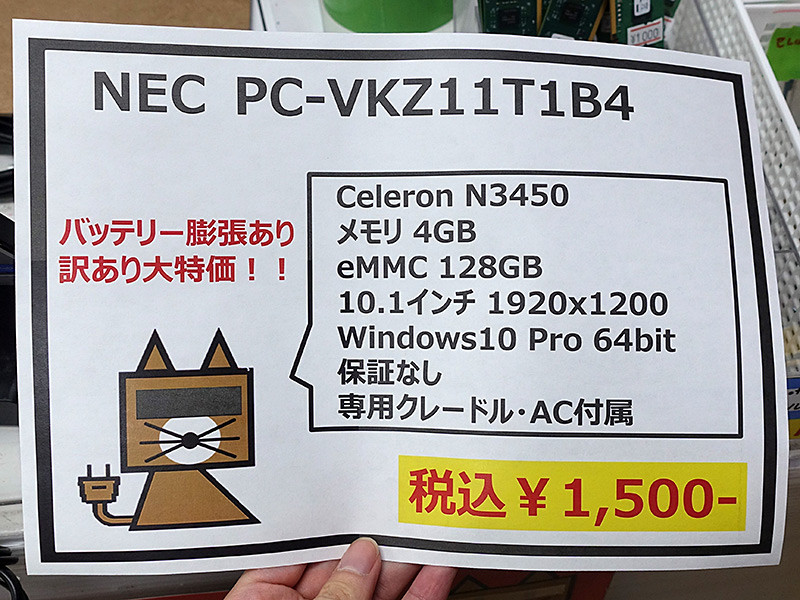 ¥1,000
NEC PC-VKZ11T1B4
バッテリー膨張あり
訳あり大特価！！
Celeron N3450
メモリ 4GB
eMMC 128GB
10.1インチ 1920x1200
Windows10 Pro 64bit
保証なし
専用クレードル・AC付属
税込￥1,500-